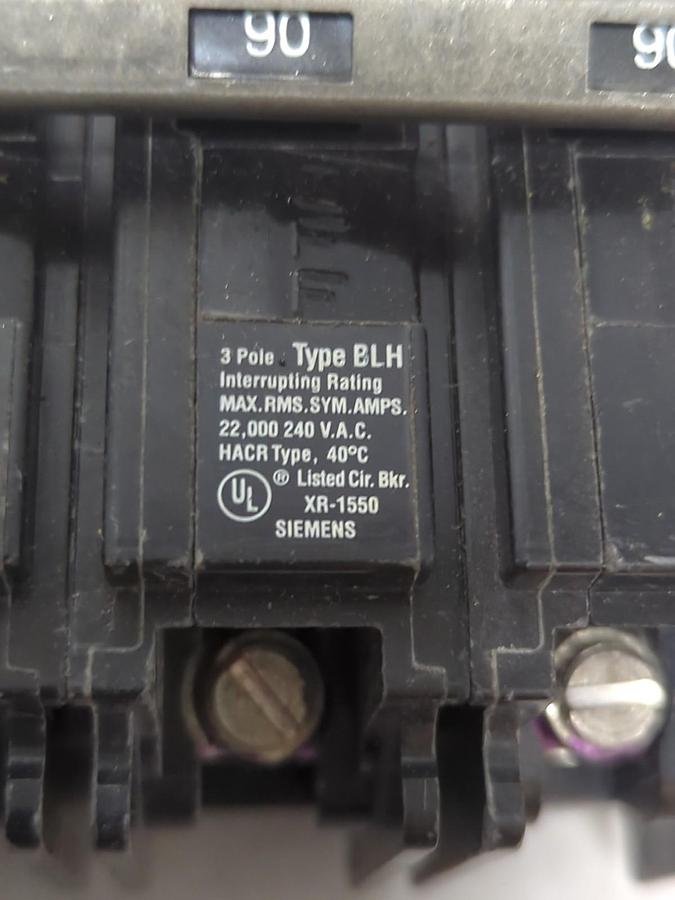 90
90
3 Pole Type BLH
Interrupting Rating
MAX.RMS.SYM.AMPS.
22,000 240 V.A.C.
HACR Type, 40°C
UL ® Listed Cir. Bkr.
XR-1550
SIEMENS